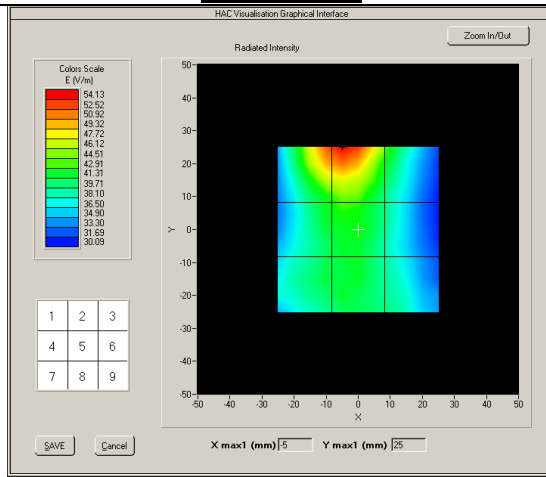 HAC Visualisation Graphical Interface
Zoom In/Out
Radiated Intensity
Colors Scale
E (V/m)
54.13
52.52
50.92
49.32
47.72
46.12
44.51
42.91
41.31
39.71
38.10
36.50
34.90
33.30
31.69
30.09
50
40
30
20
10
0
-10
-20
-30
-40
-50
Y
-50 -40 -30 -20 -10 0 10 20 30 40 50
X
1 2 3
4 5 6
7 8 9
SAVE Cancel
X max1 (mm) -5 Y max1 (mm) 25